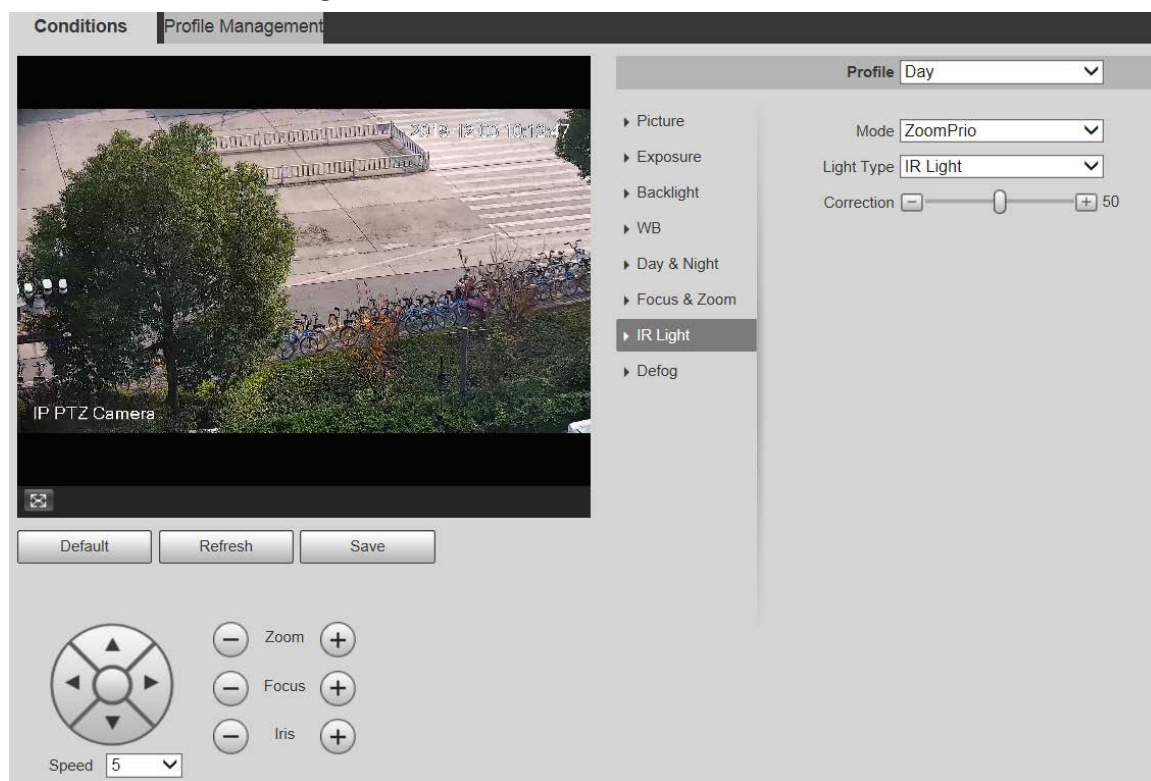 Conditions
Profile Management
Profile Day
Picture
Exposure
Backlight
WB
Day & Night
Focus & Zoom
IR Light
Defog
Mode ZoomPrio
Light Type IR Light
Correction 50
IP PTZ Camera
Default
Refresh
Save
Zoom
Focus
Iris
Speed 5